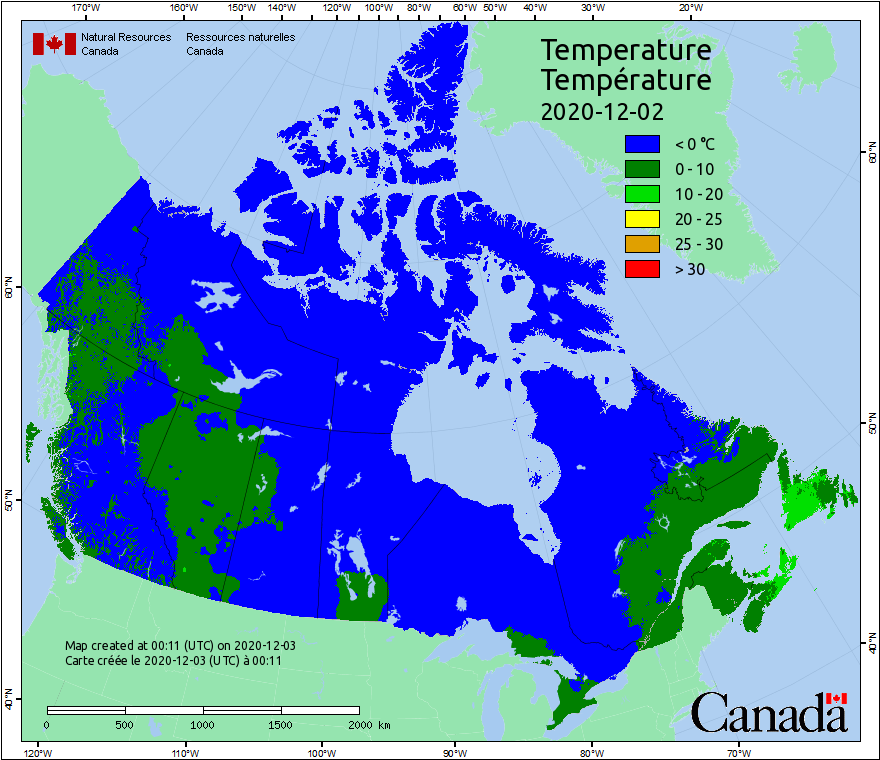 170°W 160°W 150°W 140°W 130°W 120°W 110°W 100°W 90°W 80°W 70°W 60°W 50°W 40°W 30°W 20°W
Natural Resources Ressources naturelles
Canada Canada
Temperature
Température
2020-12-02
< 0 °C
0 - 10
10 - 20
20 - 25
25 - 30
> 30
60°N
60°N
50°N
50°N
40°N
40°N
Map created at 00:11 (UTC) on 2020-12-03
Carte créée le 2020-12-03 (UTC) à 00:11
0 500 1000 1500 2000 km
Canada
120°W 110°W 100°W 90°W 80°W 70°W